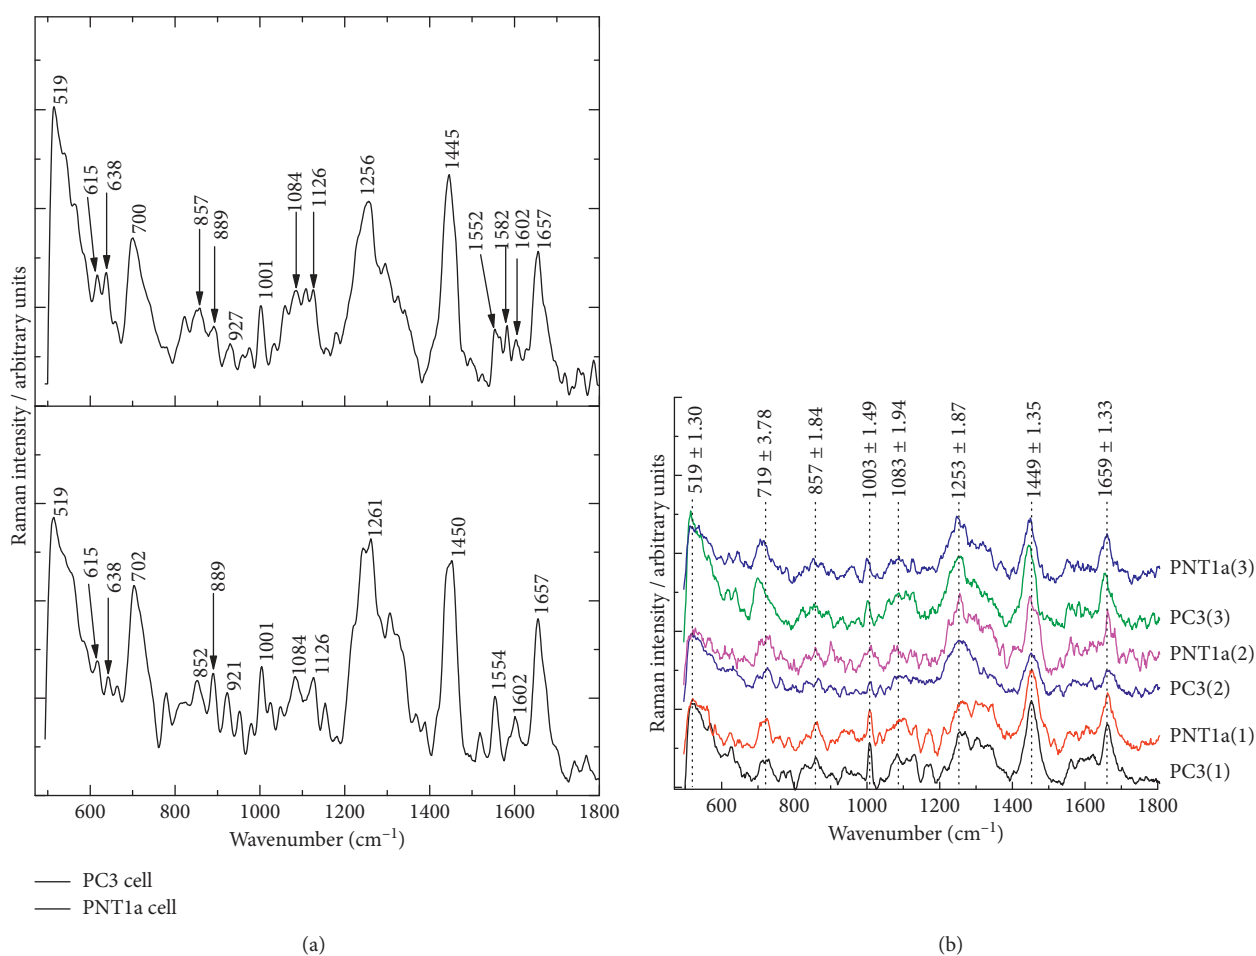 Raman intensity / arbitrary units
519
615
638
700
857
889
927
1001
1084
1126
1256
1445
1552
1582
1602
1657
519
615
638
702
852
889
921
1001
1084
1126
1261
1450
1554
1602
1657
600 800 1000 1200 1400 1600 1800
Wavenumber (cm⁻¹)
PC3 cell
PNT1a cell
(a)
Raman intensity / arbitrary units
519 ± 1.30
719 ± 3.78
857 ± 1.84
1003 ± 1.49
1083 ± 1.94
1253 ± 1.87
1449 ± 1.35
1659 ± 1.33
PNT1a(3)
PC3(3)
PNT1a(2)
PC3(2)
PNT1a(1)
PC3(1)
600 800 1000 1200 1400 1600 1800
Wavenumber (cm⁻¹)
(b)